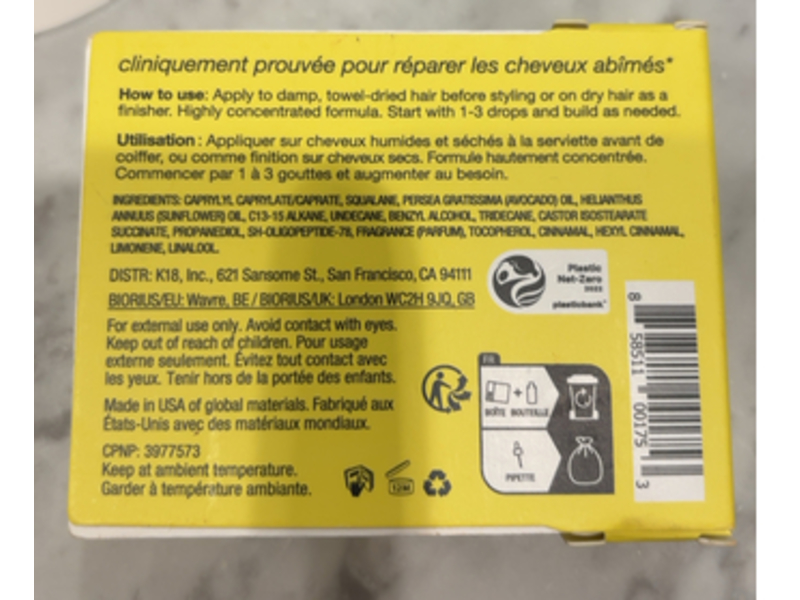 cliniquement prouvée pour réparer les cheveux abîmés*
How to use: Apply to damp, towel-dried hair before styling or on dry hair as a
finisher. Highly concentrated formula. Start with 1-3 drops and build as needed.
Utilisation : Appliquer sur cheveux humides et séchés à la serviette avant de
coiffer, ou comme finition sur cheveux secs. Formule hautement concentrée.
Commencer par 1 à 3 gouttes et augmenter au besoin.
INGREDIENTS: CAPRYLYL CAPRYLATE/CAPRATE, SQUALANE, PERSEA GRATISSIMA (AVOCADO) OIL, HELIANTHUS
ANNUUS (SUNFLOWER) OIL, C13-15 ALKANE, UNDECANE, BENZYL ALCOHOL, TRIDECANE, CASTOR ISOSTEARATE
SUCCINATE, PROPANEDIOL, SH-OLIGOPEPTIDE-78, FRAGRANCE (PARFUM), TOCOPHEROL, CINNAMAL, HEXYL CINNAMAL,
LIMONENE, LINALOOL.
DISTR: K18, Inc., 621 Sansome St., San Francisco, CA 94111
BIORIUS/EU: Wavre, BE / BIORIUS/UK: London WC2H 9JQ, GB
Plastic
Net-Zero
2022
plasticbank
For external use only. Avoid contact with eyes.
Keep out of reach of children. Pour usage
externe seulement. Évitez tout contact avec
les yeux. Tenir hors de la portée des enfants.
Made in USA of global materials. Fabriqué aux
États-Unis avec des matériaux mondiaux.
CPNP: 3977573
Keep at ambient temperature.
Garder à température ambiante.
12M
FR
BOÎTE + BOUTEILLE
PIPETTE
8 58511 00175 3